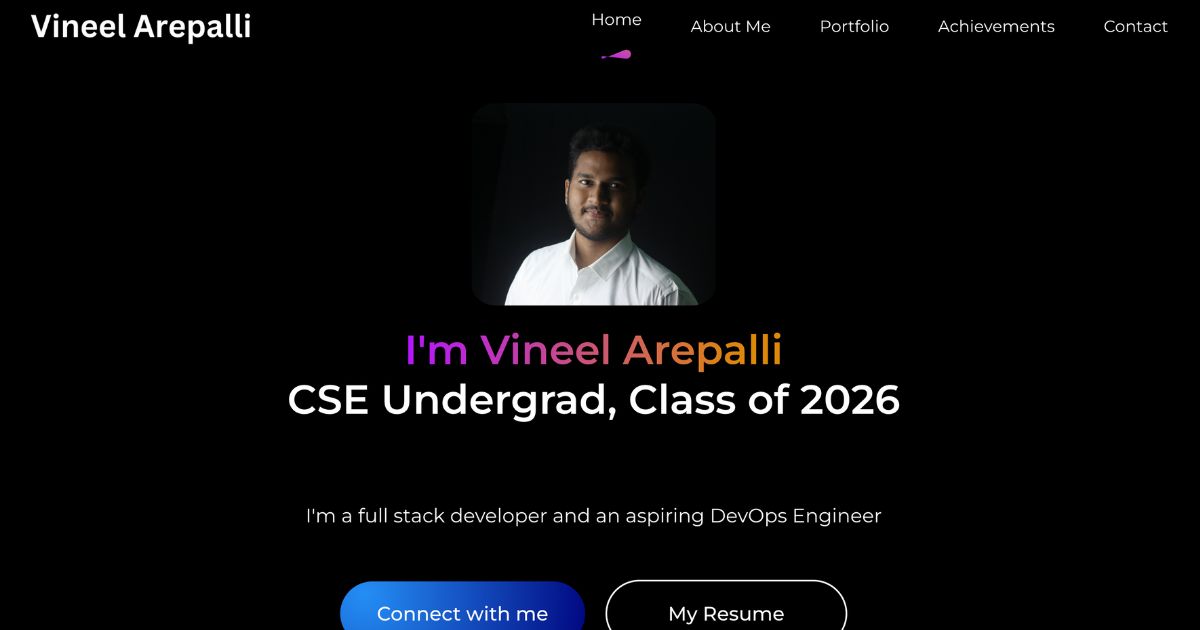 Vineel Arepalli
Home
About Me
Portfolio
Achievements
Contact
I'm Vineel Arepalli
CSE Undergrad, Class of 2026
I'm a full stack developer and an aspiring DevOps Engineer
Connect with me
My Resume